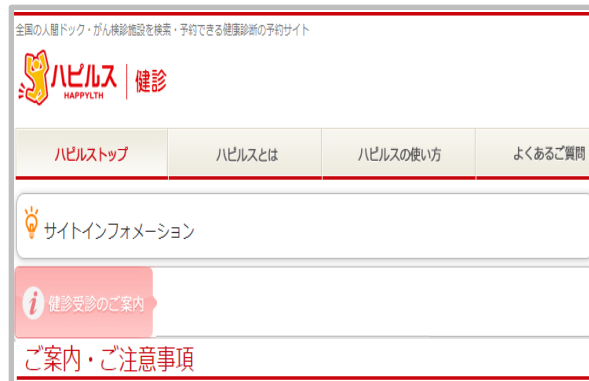 全国の人間ドック・がん検診施設を検索・予約できる健康診断の予約サイト
ハピルス 健診
HAPPYLTH
ハピルストップ ハピルスとは ハピルスの使い方 よくあるご質問
サイトインフォメーション
i 健診受診のご案内
ご案内・ご注意事項